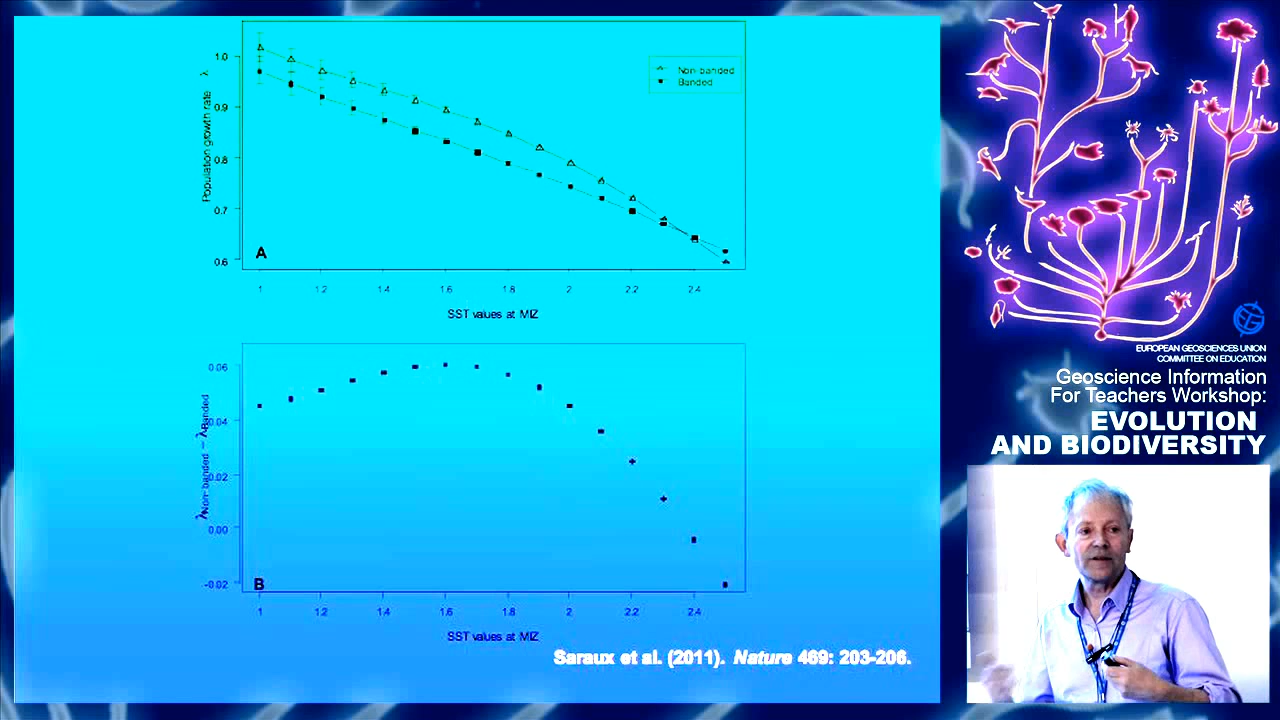 Population growth rate λ
1.0
0.9
0.8
0.7
0.6
Non-banded
Banded
A
1 1.2 1.4 1.6 1.8 2 2.2 2.4
SST values at MIZ
λNon-banded − λBanded
0.06
0.04
0.02
0.00
-0.02
B
1 1.2 1.4 1.6 1.8 2 2.2 2.4
SST values at MIZ
Saraux et al. (2011). Nature 469: 203-206.
EUROPEAN GEOSCIENCES UNION
COMMITTEE ON EDUCATION
Geoscience Information
For Teachers Workshop:
EVOLUTION
AND BIODIVERSITY